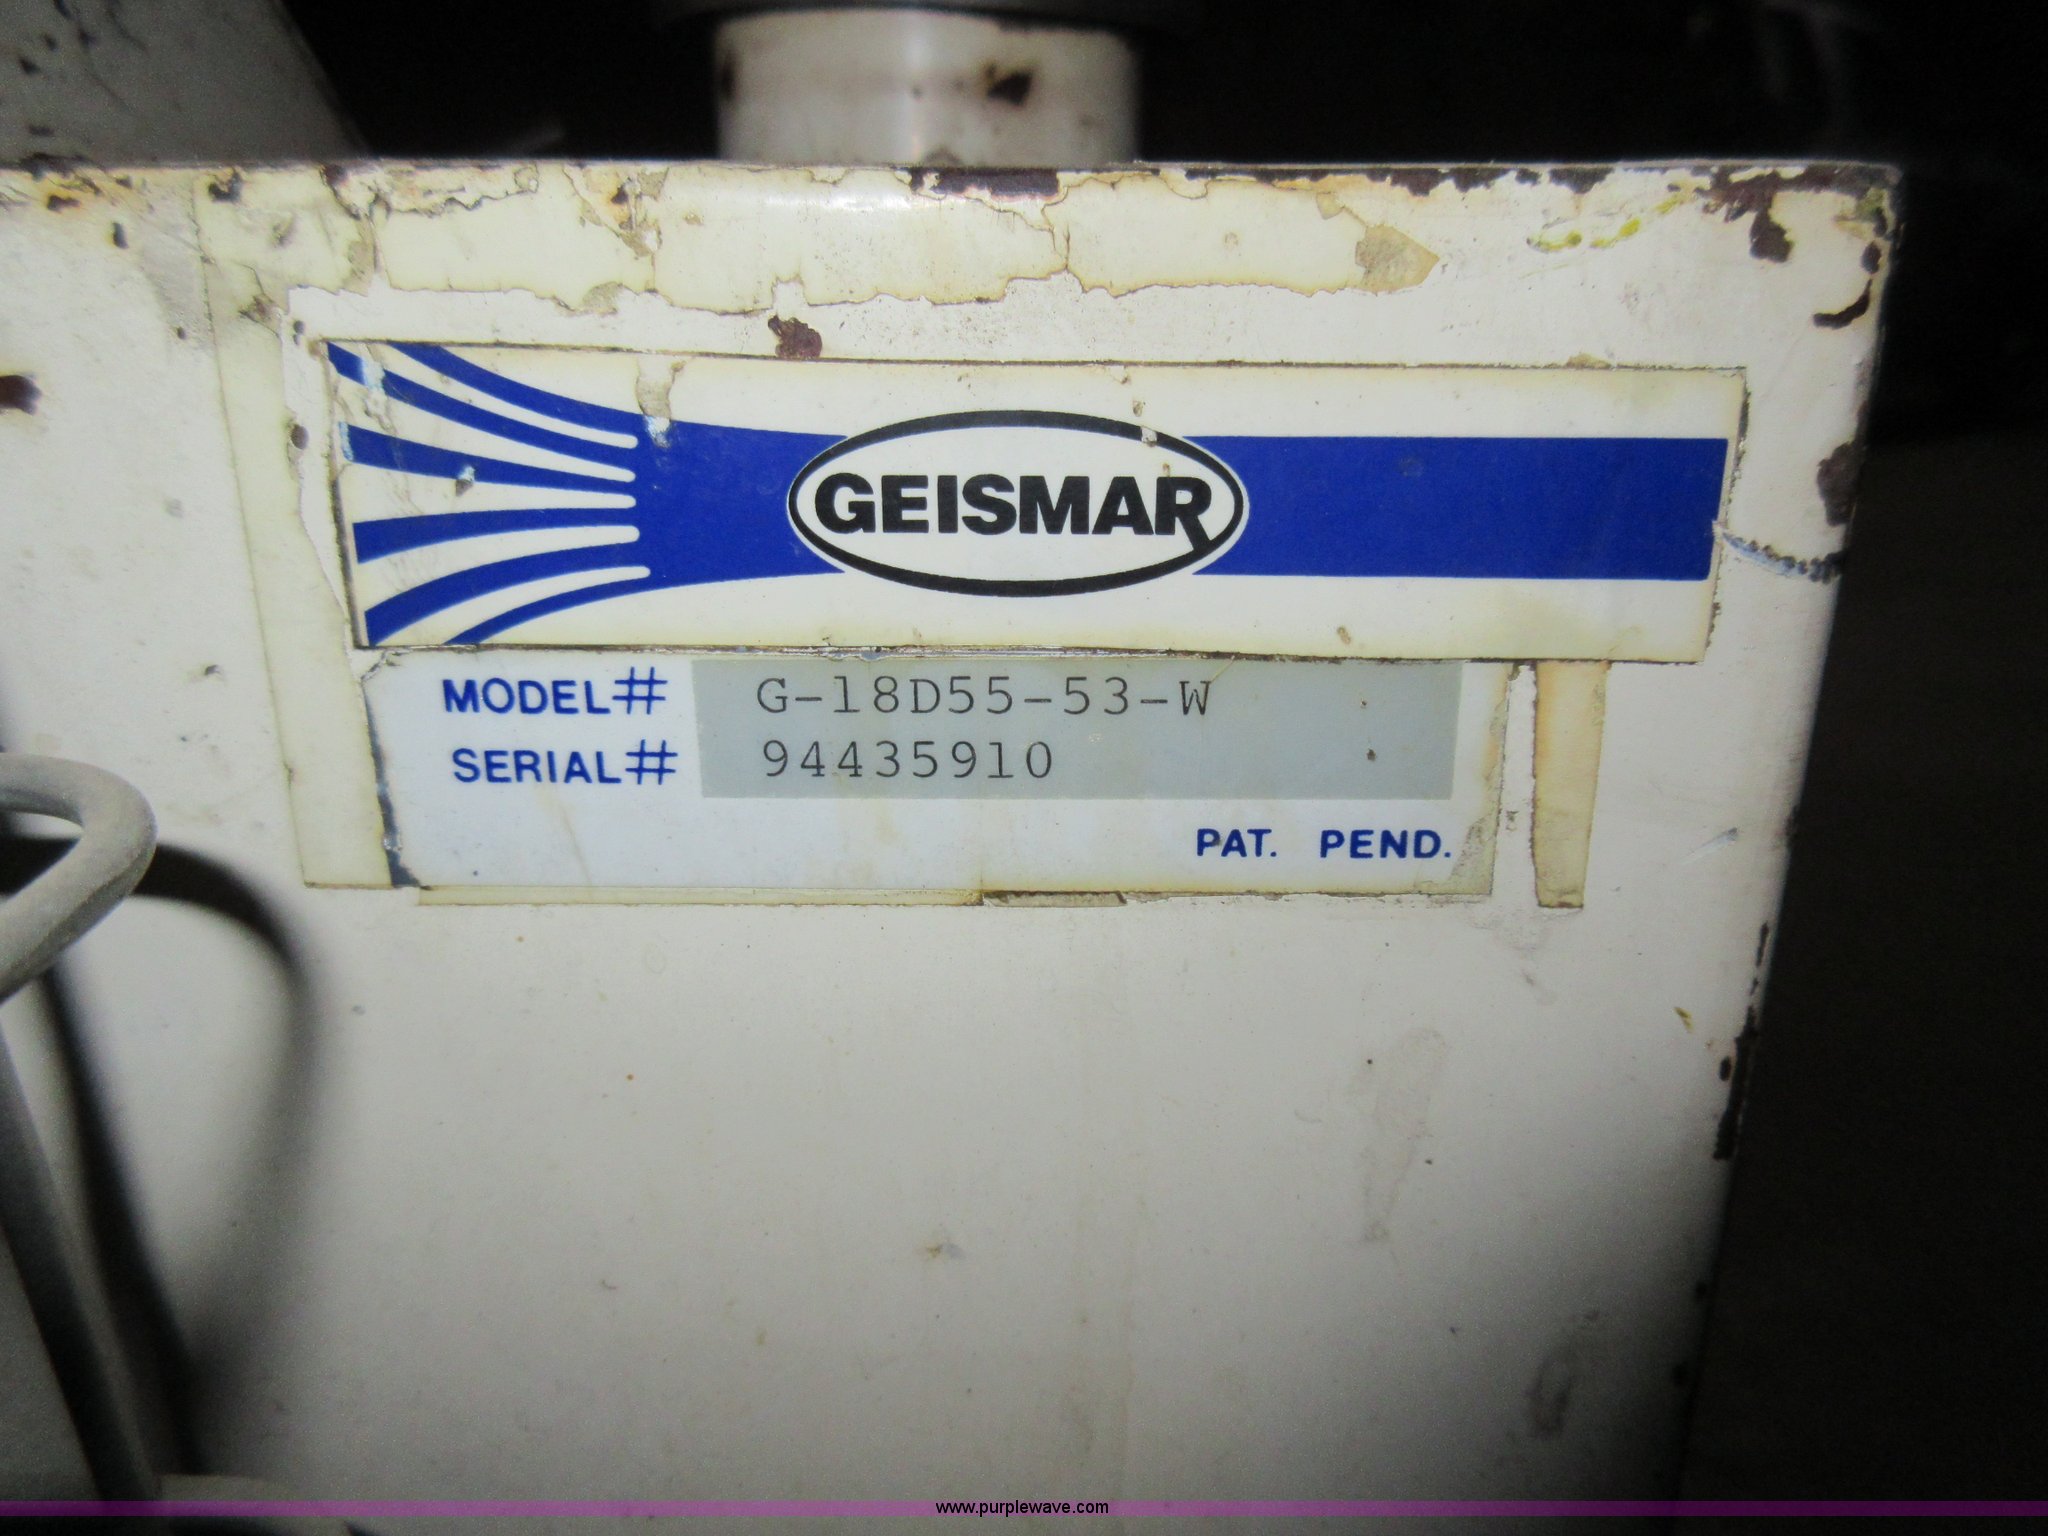 GEISMAR
MODEL# G-18D55-53-W
SERIAL# 94435910
PAT. PEND.
www.purplewave.com